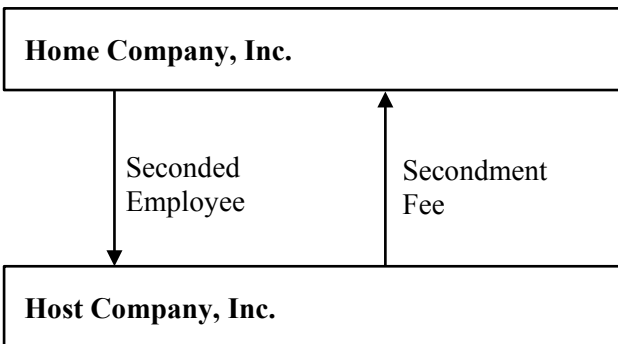 Home Company, Inc.
Seconded
Employee
Secondment
Fee
Host Company, Inc.